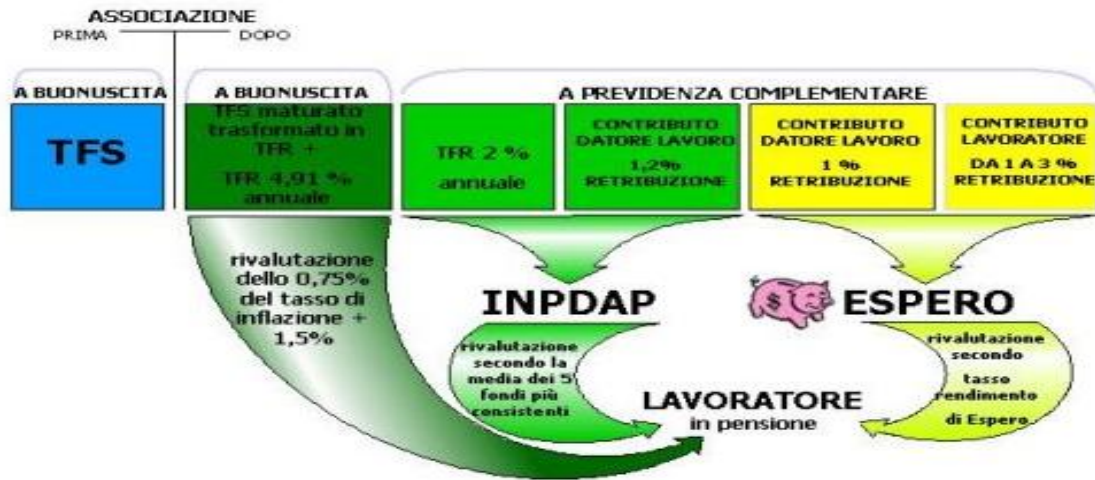 ASSOCIAZIONE
PRIMA
DOPO
A BUONUSCITA
TFS
A BUONUSCITA
TFS maturato
trasformato in
TFR +
TFR 4,91 %
annuale
A PREVIDENZA COMPLEMENTARE
TFR 2 %
annuale
CONTRIBUTO
DATORE LAVORO
1,2%
RETRIBUZIONE
CONTRIBUTO
DATORE LAVORO
1 %
RETRIBUZIONE
CONTRIBUTO
LAVORATORE
DA 1 A 3 %
RETRIBUZIONE
rivalutazione
dello 0,75%
del tasso di
inflazione +
1,5%
INPDAP
$
ESPERO
rivalutazione
secondo la
media dei 5
fondi più
consistenti
rivalutazione
secondo
tasso
rendimento
di Espero
LAVORATORE
in pensione